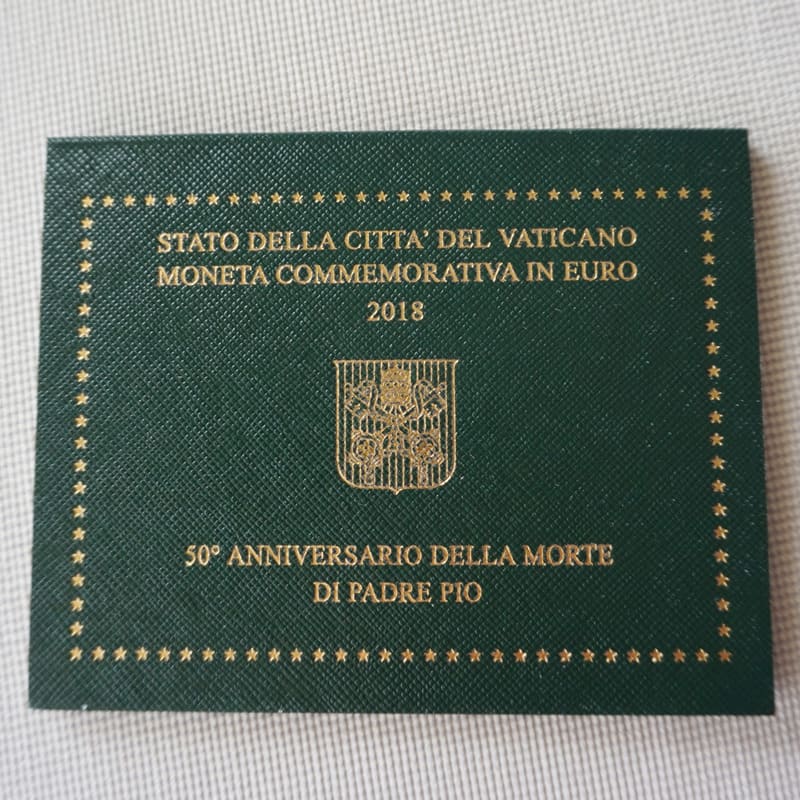 STATO DELLA CITTA' DEL VATICANO
MONETA COMMEMORATIVA IN EURO
2018
50° ANNIVERSARIO DELLA MORTE
DI PADRE PIO